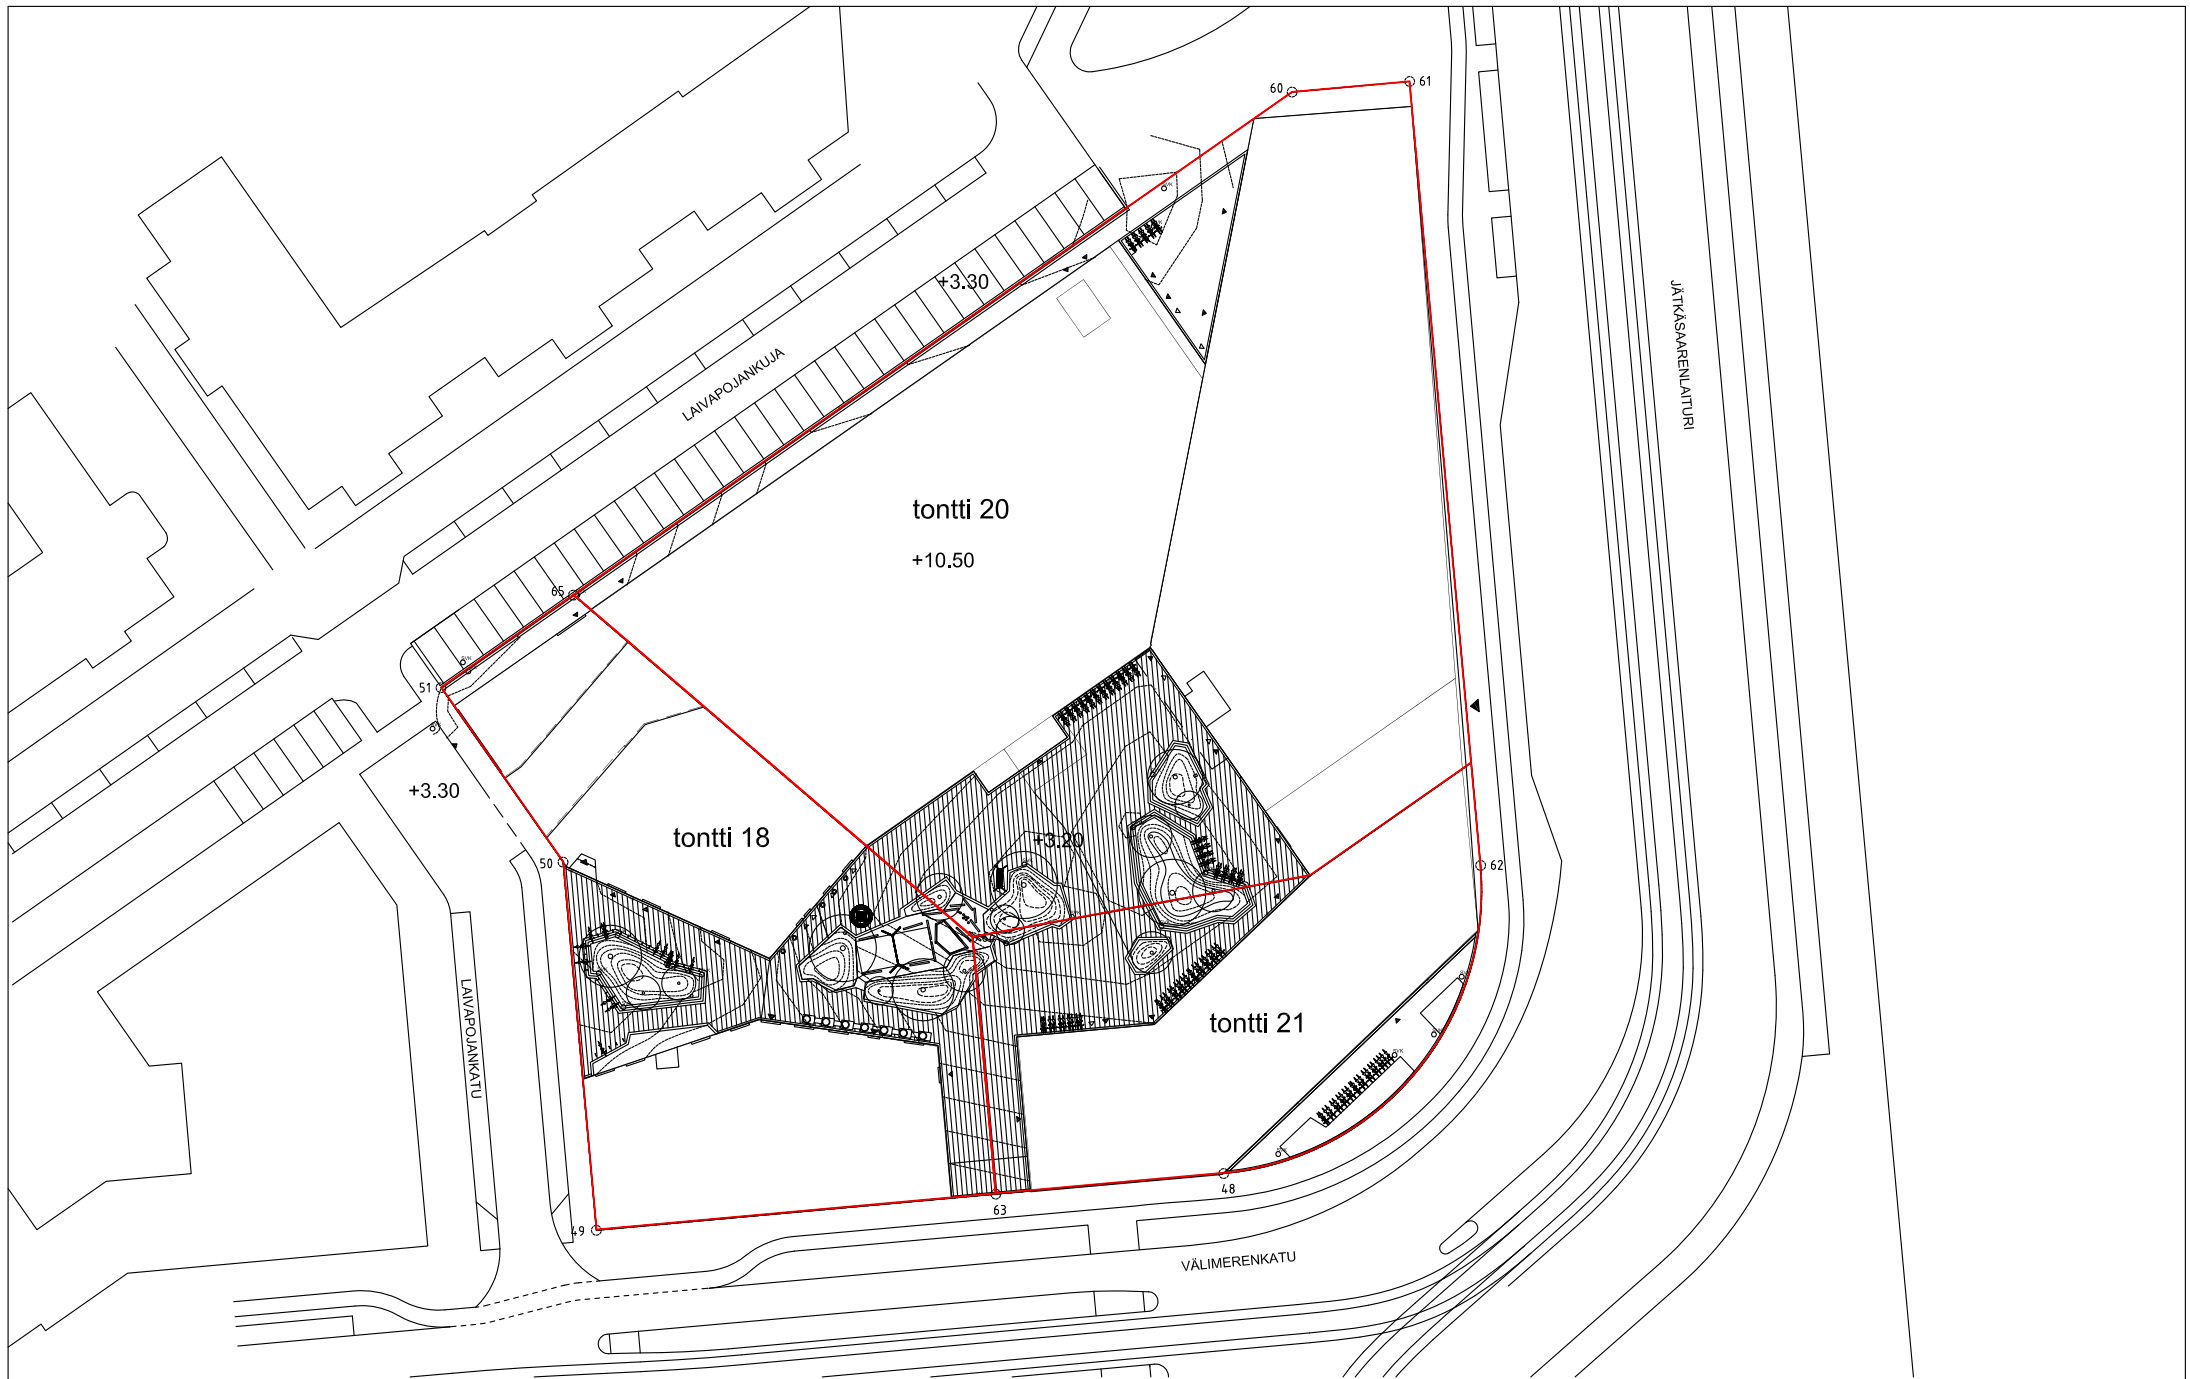 60
61
+3.30
JÄTKÄSAARENLAITURI
LAIVAPOJANKUJA
tontti 20
+10.50
65
51
+3.30
tontti 18
+3.20
50
62
LAIVAPOJANKATU
tontti 21
48
63
49
VÄLIMERENKATU